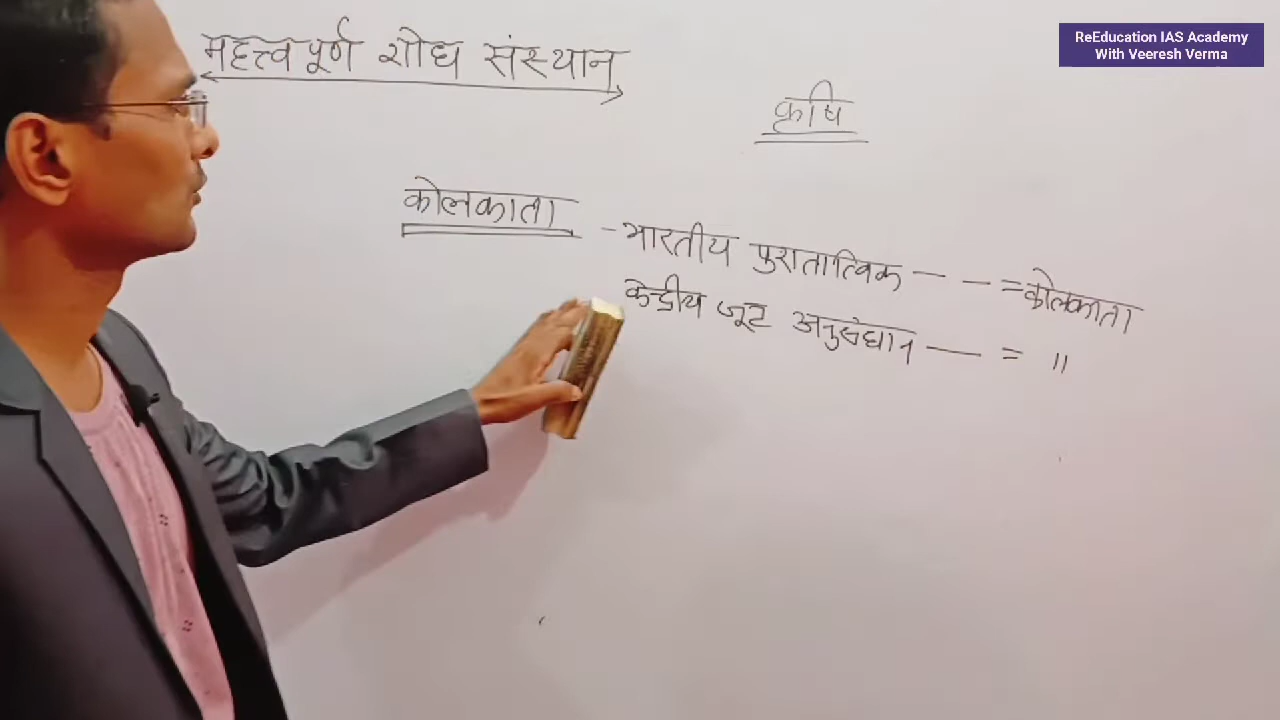 ReEducation IAS Academy
With Veeresh Verma
महत्त्वपूर्ण शोध संस्थान
कृषि
कोलकाता
- भारतीय पुरातात्विक — — = कोलकाता
केन्द्रीय जूट अनुसंधान — = "